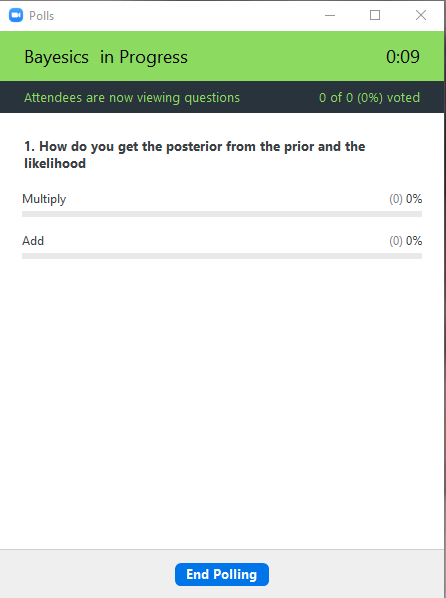 Polls
Bayesics in Progress 0:09
Attendees are now viewing questions 0 of 0 (0%) voted
1. How do you get the posterior from the prior and the
likelihood
Multiply (0) 0%
Add (0) 0%
End Polling